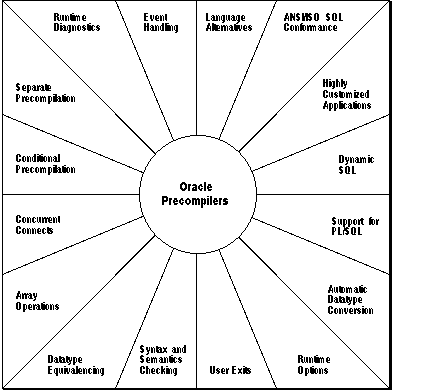 Runtime
Diagnostics
Event
Handling
Language
Alternatives
ANSI/ISO SQL
Conformance
Highly
Customized
Applications
Dynamic
SQL
Support for
PL/SQL
Automatic
Datatype
Conversion
Runtime
Options
User Exits
Syntax and
Semantics
Checking
Datatype
Equivalencing
Array
Operations
Concurrent
Connects
Conditional
Precompilation
Separate
Precompilation
Oracle
Precompilers